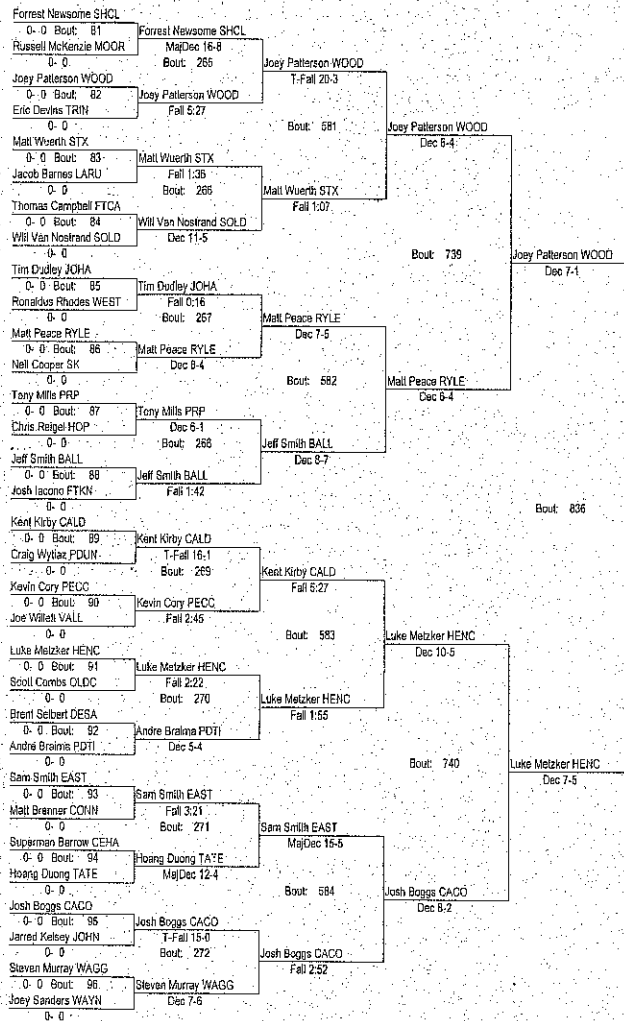 Forrest Newsome SHCL
0- 0 Bout: 81
Russell McKenzie MOOR
0- 0
Joey Patterson WOOD
0- 0 Bout: 82
Eric Devins TRIN
0- 0
Matt Wuerth STX
0- 0 Bout: 83
Jacob Barnes LARU
0- 0
Thomas Campbell FTCA
0- 0 Bout: 84
Will Van Nostrand SOLD
0- 0
Tim Dudley JOHA
0- 0 Bout: 85
Ronaldus Rhodes WEST
0- 0
Matt Peace RYLE
0- 0 Bout: 86
Neil Cooper SK
0- 0
Tony Mills PRP
0- 0 Bout: 87
Chris Reigel HOP
0- 0
Jeff Smith BALL
0- 0 Bout: 88
Josh Iacono FTKN
0- 0
Kent Kirby CALD
0- 0 Bout: 89
Craig Wytiaz PDUN
0- 0
Kevin Cory PECC
0- 0 Bout: 90
Joe Willett VALL
0- 0
Luke Metzker HENC
0- 0 Bout: 91
Scott Combs OLDC
0- 0
Brent Seibert DESA
0- 0 Bout: 92
Andre Braimis PDTI
0- 0
Sam Smith EAST
0- 0 Bout: 93
Matt Brenner CONN
0- 0
Superman Barrow CEHA
0- 0 Bout: 94
Hoang Duong TATE
0- 0
Josh Boggs CACO
0- 0 Bout: 95
Jarred Kelsey JOHN
0- 0
Steven Murray WAGG
0- 0 Bout: 96
Joey Sanders WAYN
0- 0
Forrest Newsome SHCL
MajDec 16-8
Bout: 265
Joey Patterson WOOD
Fall 5:27
Matt Wuerth STX
Fall 1:36
Bout: 266
Will Van Nostrand SOLD
Dec 11-5
Tim Dudley JOHA
Fall 0:16
Bout: 267
Matt Peace RYLE
Dec 8-4
Tony Mills PRP
Dec 6-1
Bout: 268
Jeff Smith BALL
Fall 1:42
Kent Kirby CALD
T-Fall 16-1
Bout: 269
Kevin Cory PECC
Fall 2:45
Luke Metzker HENC
Fall 2:22
Bout: 270
Andre Braima PDTI
Dec 5-4
Sam Smith EAST
Fall 3:21
Bout: 271
Hoang Duong TATE
MajDec 12-4
Josh Boggs CACO
T-Fall 15-0
Bout: 272
Steven Murray WAGG
Dec 7-6
Joey Patterson WOOD
T-Fall 20-3
Bout: 581
Matt Wuerth STX
Fall 1:07
Matt Peace RYLE
Dec 7-5
Bout: 582
Jeff Smith BALL
Dec 8-7
Kent Kirby CALD
Fall 5:27
Bout: 583
Luke Metzker HENC
Fall 1:55
Sam Smith EAST
MajDec 15-5
Bout: 584
Josh Boggs CACO
Fall 2:52
Joey Patterson WOOD
Dec 6-4
Bout: 739
Matt Peace RYLE
Dec 6-4
Luke Metzker HENC
Dec 10-5
Bout: 740
Josh Boggs CACO
Dec 8-2
Joey Patterson WOOD
Dec 7-1
Bout: 836
Luke Metzker HENC
Dec 7-5